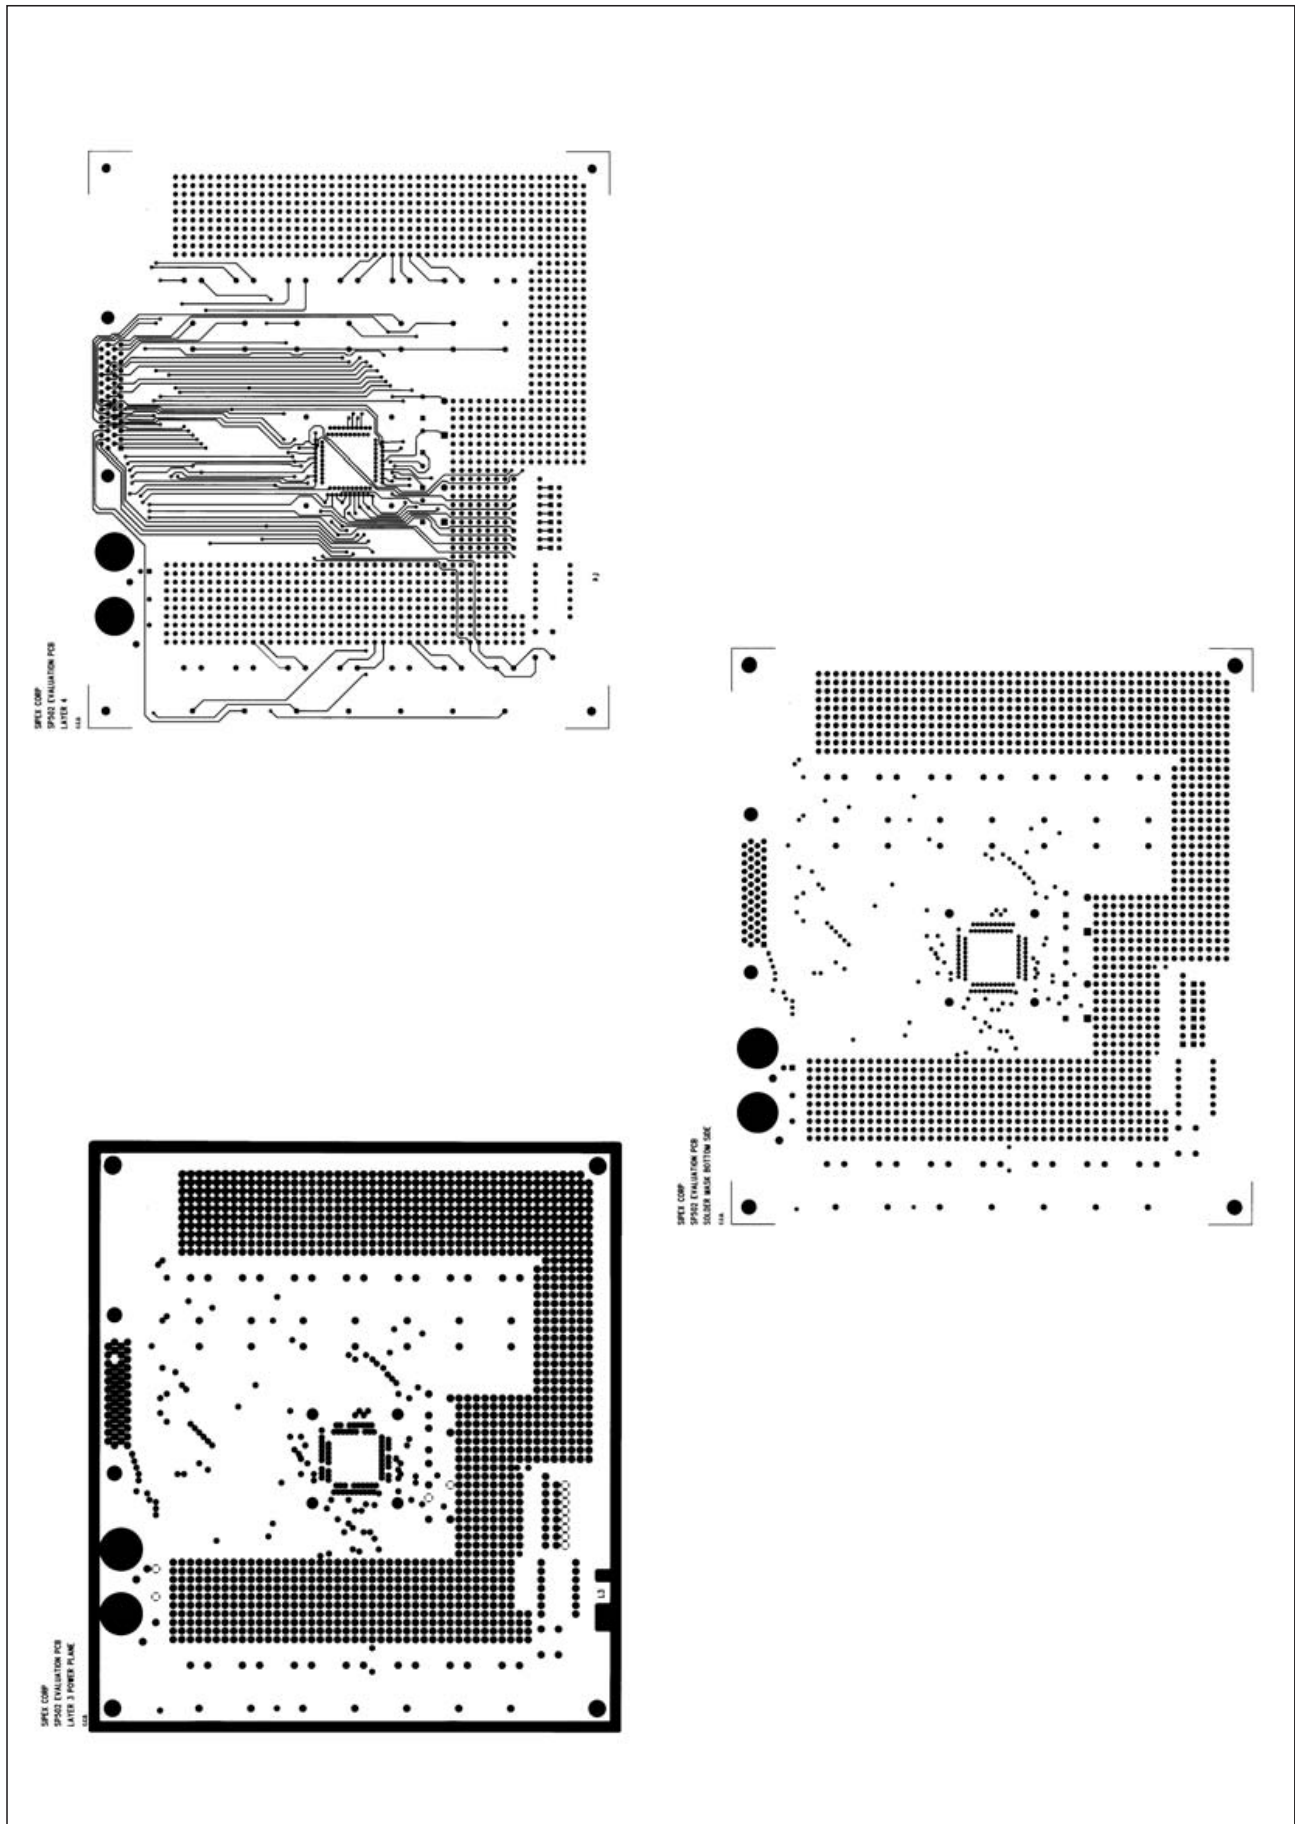 SIPEX CORP
SP502 EVALUATION PCB
LAYER 4
SIPEX CORP
SP502 EVALUATION PCB
SOLDER MASK BOTTOM SIDE
SIPEX CORP
SP502 EVALUATION PCB
LAYER 3 POWER PLANE
L3